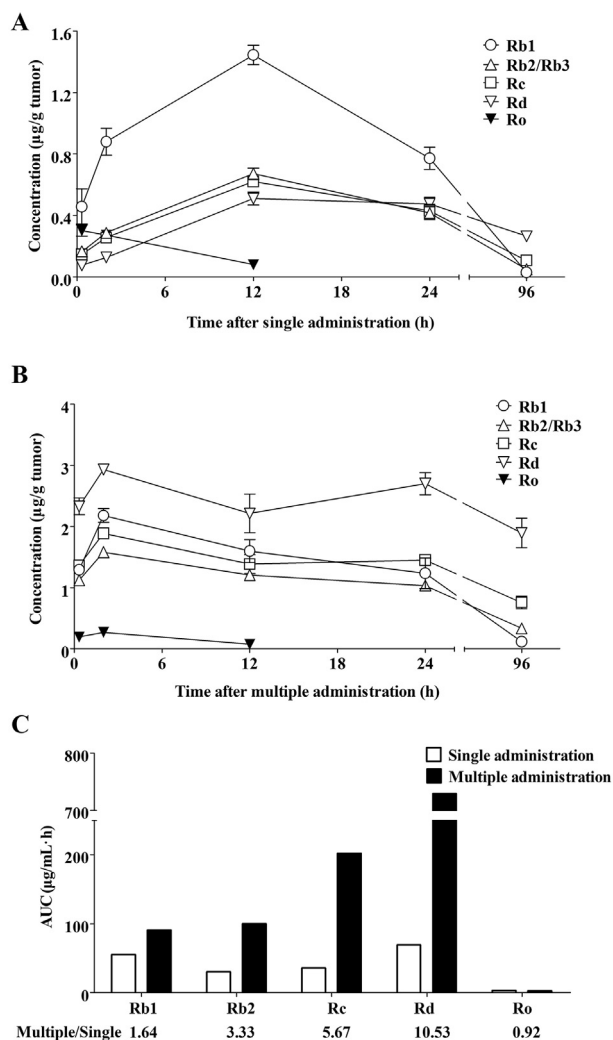 A
Concentration (µg/g tumor)
1.6
1.2
0.8
0.4
0.0
0 6 12 18 24 96
Time after single administration (h)
Rb1
Rb2/Rb3
Rc
Rd
Ro
B
Concentration (µg/g tumor)
4
3
2
1
0
0 6 12 18 24 96
Time after multiple administration (h)
Rb1
Rb2/Rb3
Rc
Rd
Ro
C
AUC (µg/mL·h)
800
700
200
100
0
Single administration
Multiple administration
Rb1 Rb2 Rc Rd Ro
Multiple/Single 1.64 3.33 5.67 10.53 0.92